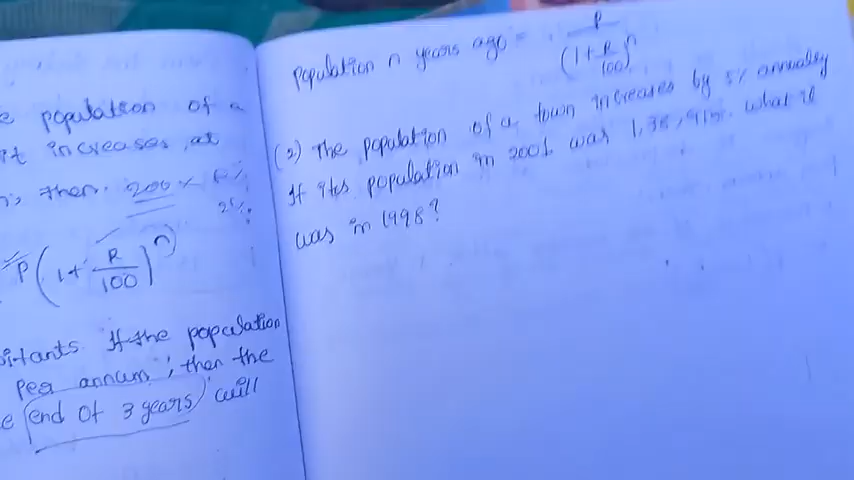 e population of a
it increases at
then. 200 x
P(1+R/100)^n
bitants If the population
per annum, then the
e end of 3 years will
Population n years ago = P/(1+R/100)^n
(2) The population of a town increases by 5% annually
If its population in 2001 was what it
was in 1998?